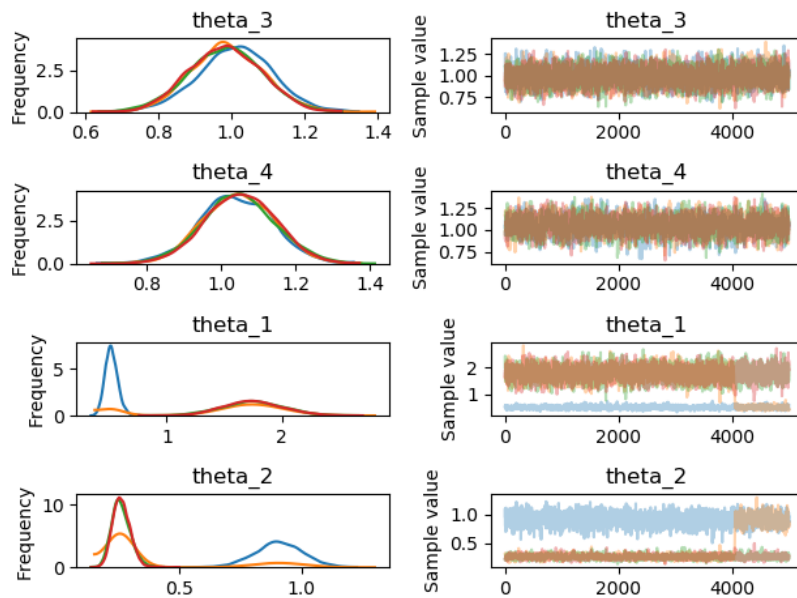 theta_3
Frequency
5.0
2.5
0.0
0.6 0.8 1.0 1.2 1.4
theta_3
Sample value
1.25
1.00
0.75
0 2000 4000
theta_4
Frequency
2.5
0.0
0.8 1.0 1.2 1.4
theta_4
Sample value
1.25
1.00
0.75
0 2000 4000
theta_1
Frequency
5
0
1 2
theta_1
Sample value
2
1
0 2000 4000
theta_2
Frequency
10
0
0.5 1.0
theta_2
Sample value
1.0
0.5
0 2000 4000